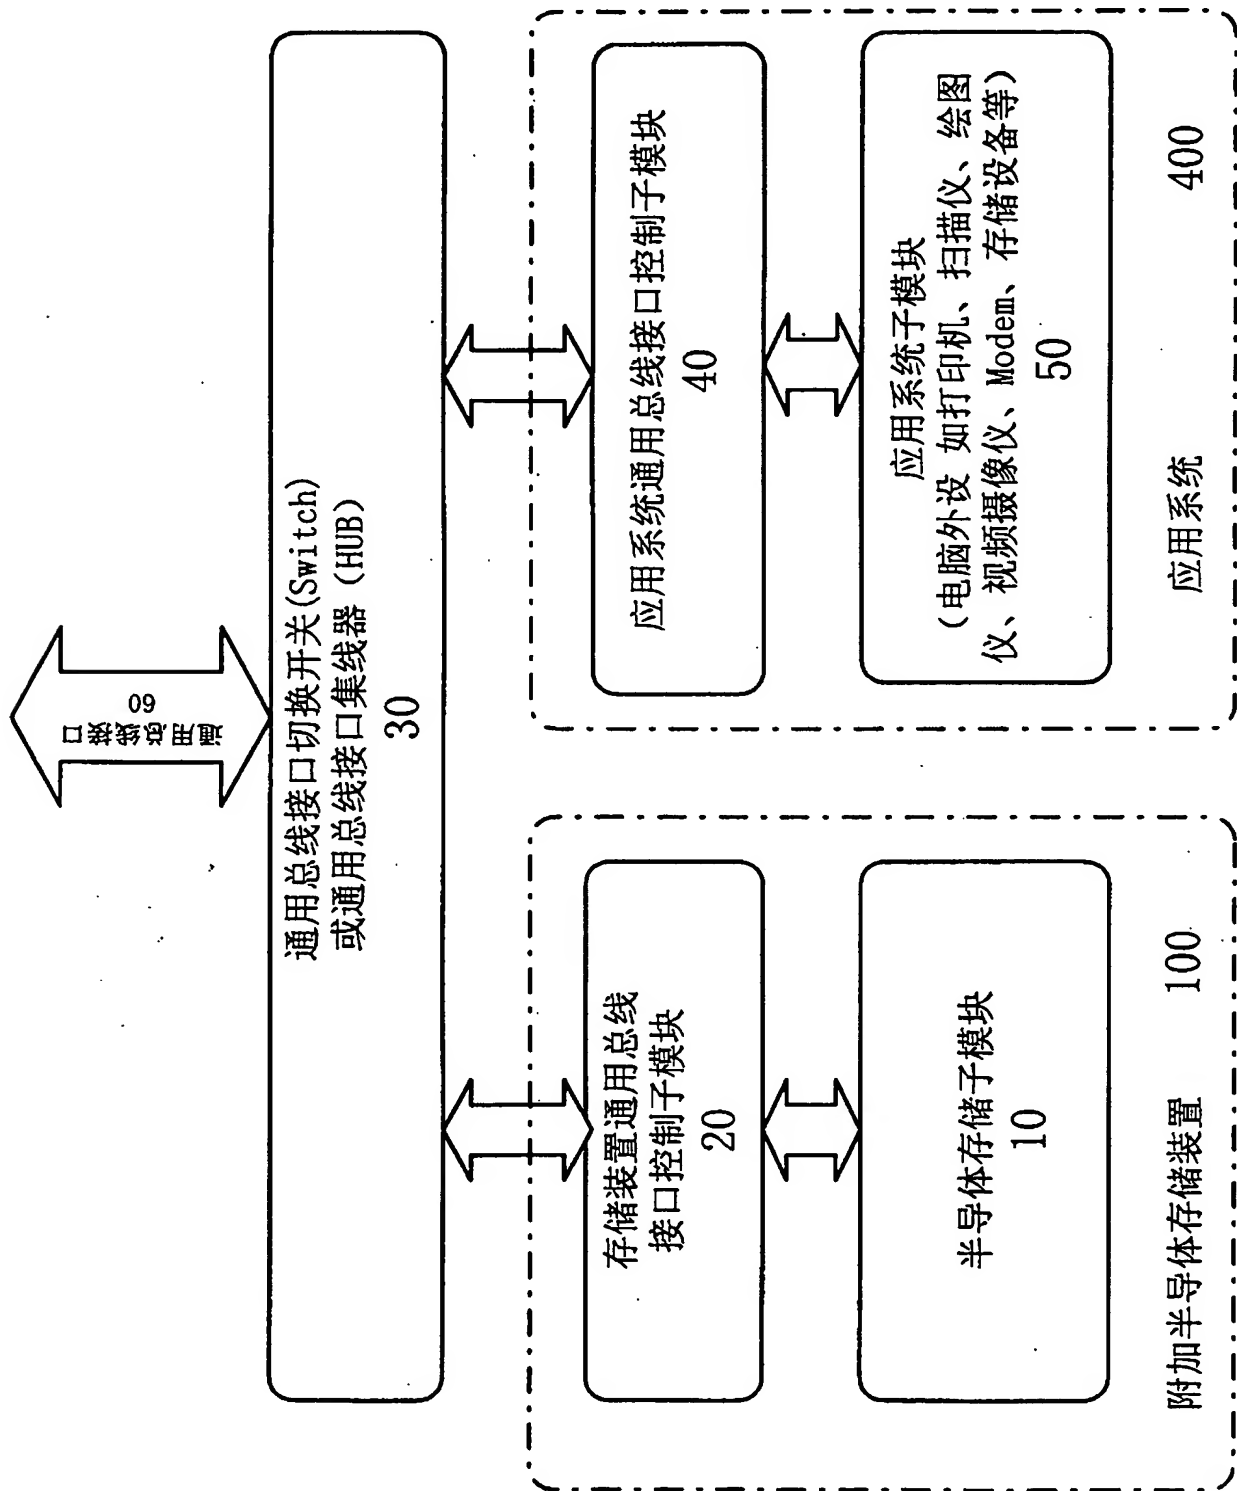 通用总线接口
60
通用总线接口切换开关(Switch)
或通用总线接口集线器（HUB）
30
存储装置通用总线
接口控制子模块
20
半导体存储子模块
10
附加半导体存储装置 100
应用系统通用总线接口控制子模块
40
应用系统子模块
（电脑外设 如打印机、扫描仪、绘图
仪、视频摄像仪、Modem、存储设备等）
50
应用系统 400